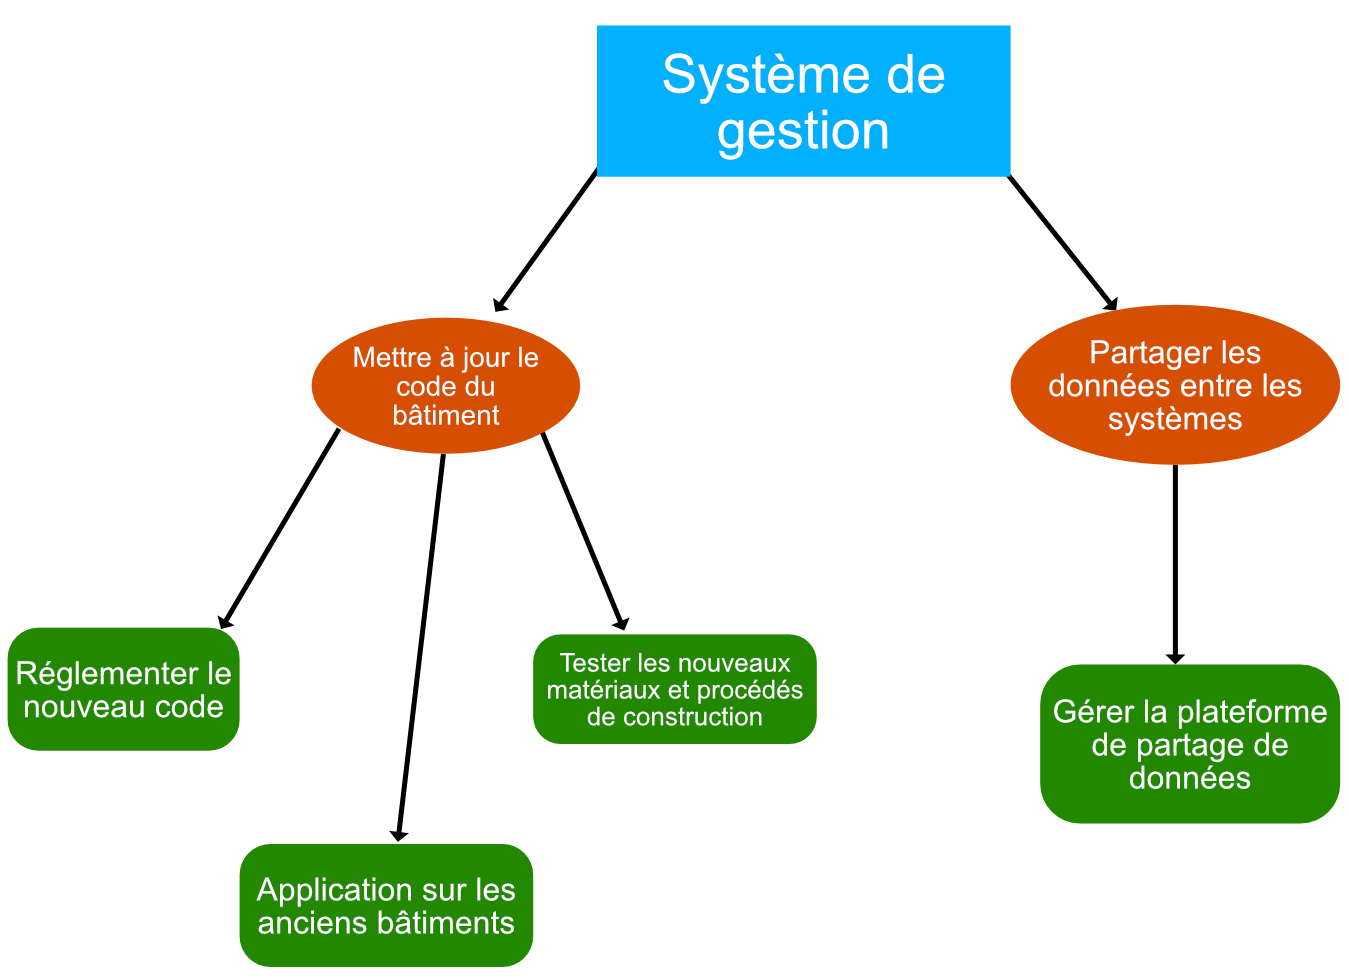 Système de
gestion
Mettre à jour le
code du
bâtiment
Partager les
données entre les
systèmes
Réglementer le
nouveau code
Tester les nouveaux
matériaux et procédés
de construction
Gérer la plateforme
de partage de
données
Application sur les
anciens bâtiments